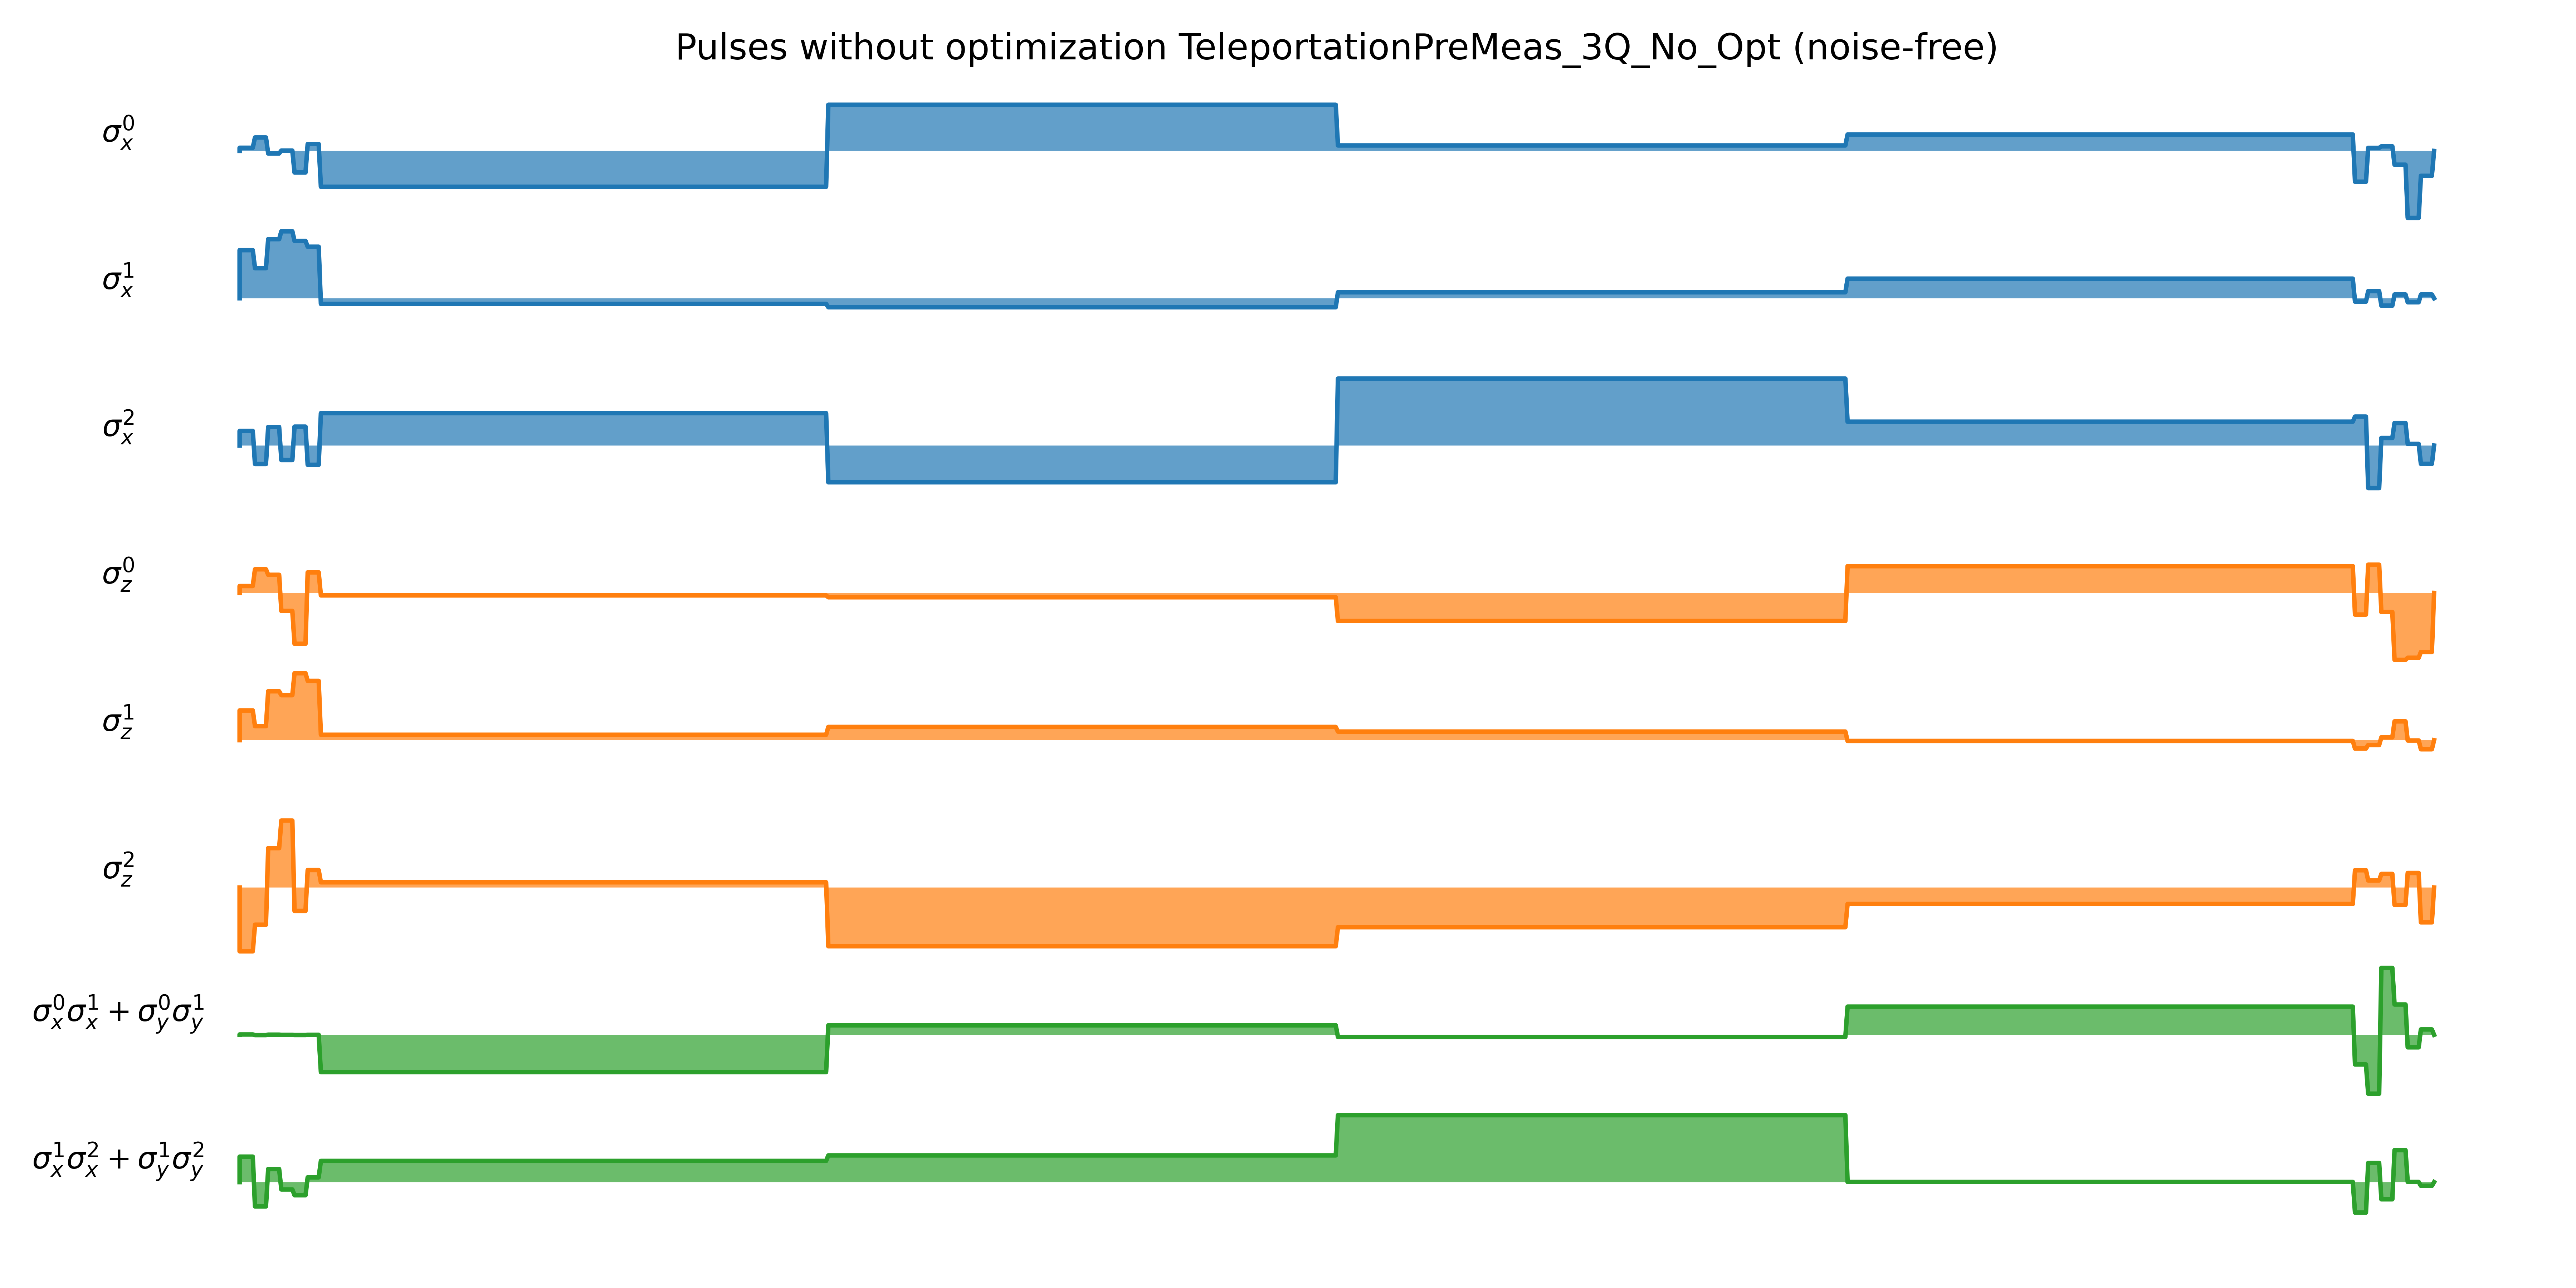 Pulses without optimization TeleportationPreMeas_3Q_No_Opt (noise-free)
σ_x^0
σ_x^1
σ_x^2
σ_z^0
σ_z^1
σ_z^2
σ_x^0σ_x^1 + σ_y^0σ_y^1
σ_x^1σ_x^2 + σ_y^1σ_y^2